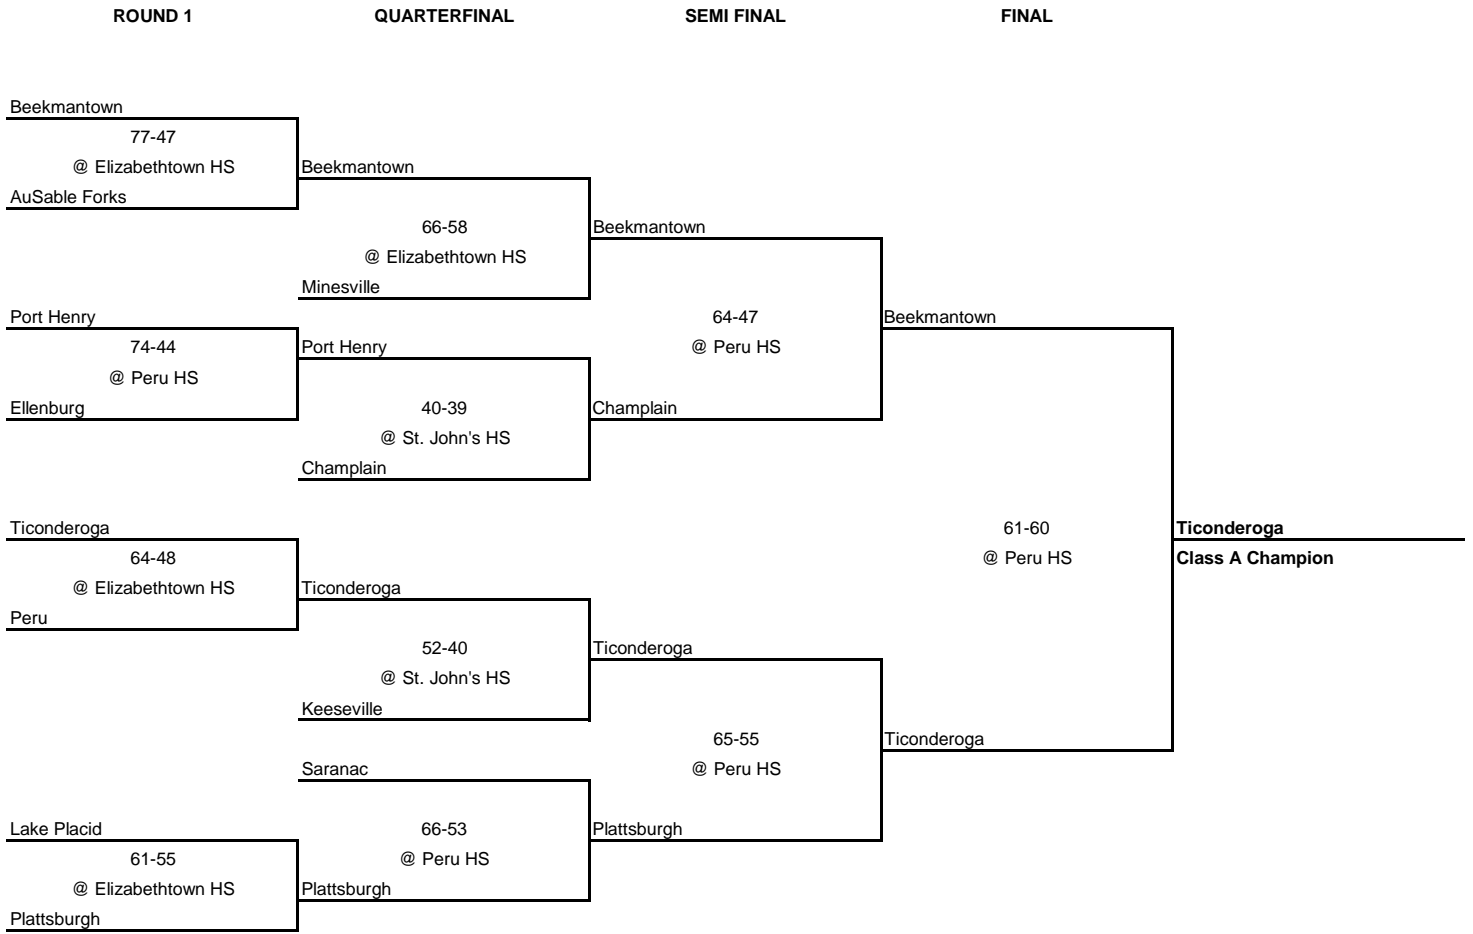 ROUND 1 QUARTERFINAL SEMI FINAL FINAL
Beekmantown
77-47
@ Elizabethtown HS Beekmantown
AuSable Forks
66-58 Beekmantown
@ Elizabethtown HS
Minesville
Port Henry 64-47 Beekmantown
74-44 Port Henry @ Peru HS
@ Peru HS
Ellenburg 40-39 Champlain
@ St. John's HS
Champlain
Ticonderoga 61-60 Ticonderoga
64-48 @ Peru HS Class A Champion
@ Elizabethtown HS Ticonderoga
Peru
52-40 Ticonderoga
@ St. John's HS
Keeseville
65-55 Ticonderoga
Saranac @ Peru HS
Lake Placid 66-53 Plattsburgh
61-55 @ Peru HS
@ Elizabethtown HS Plattsburgh
Plattsburgh